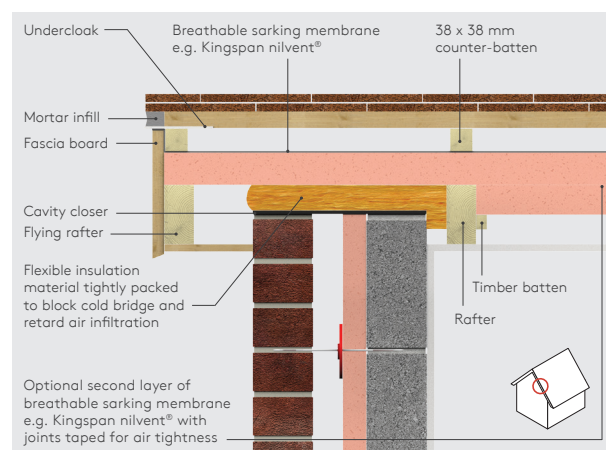 Undercloak
Breathable sarking membrane
e.g. Kingspan nilvent®
38 x 38 mm
counter-batten
Mortar infill
Fascia board
Cavity closer
Flying rafter
Flexible insulation
material tightly packed
to block cold bridge and
retard air infiltration
Timber batten
Rafter
Optional second layer of
breathable sarking membrane
e.g. Kingspan nilvent® with
joints taped for air tightness